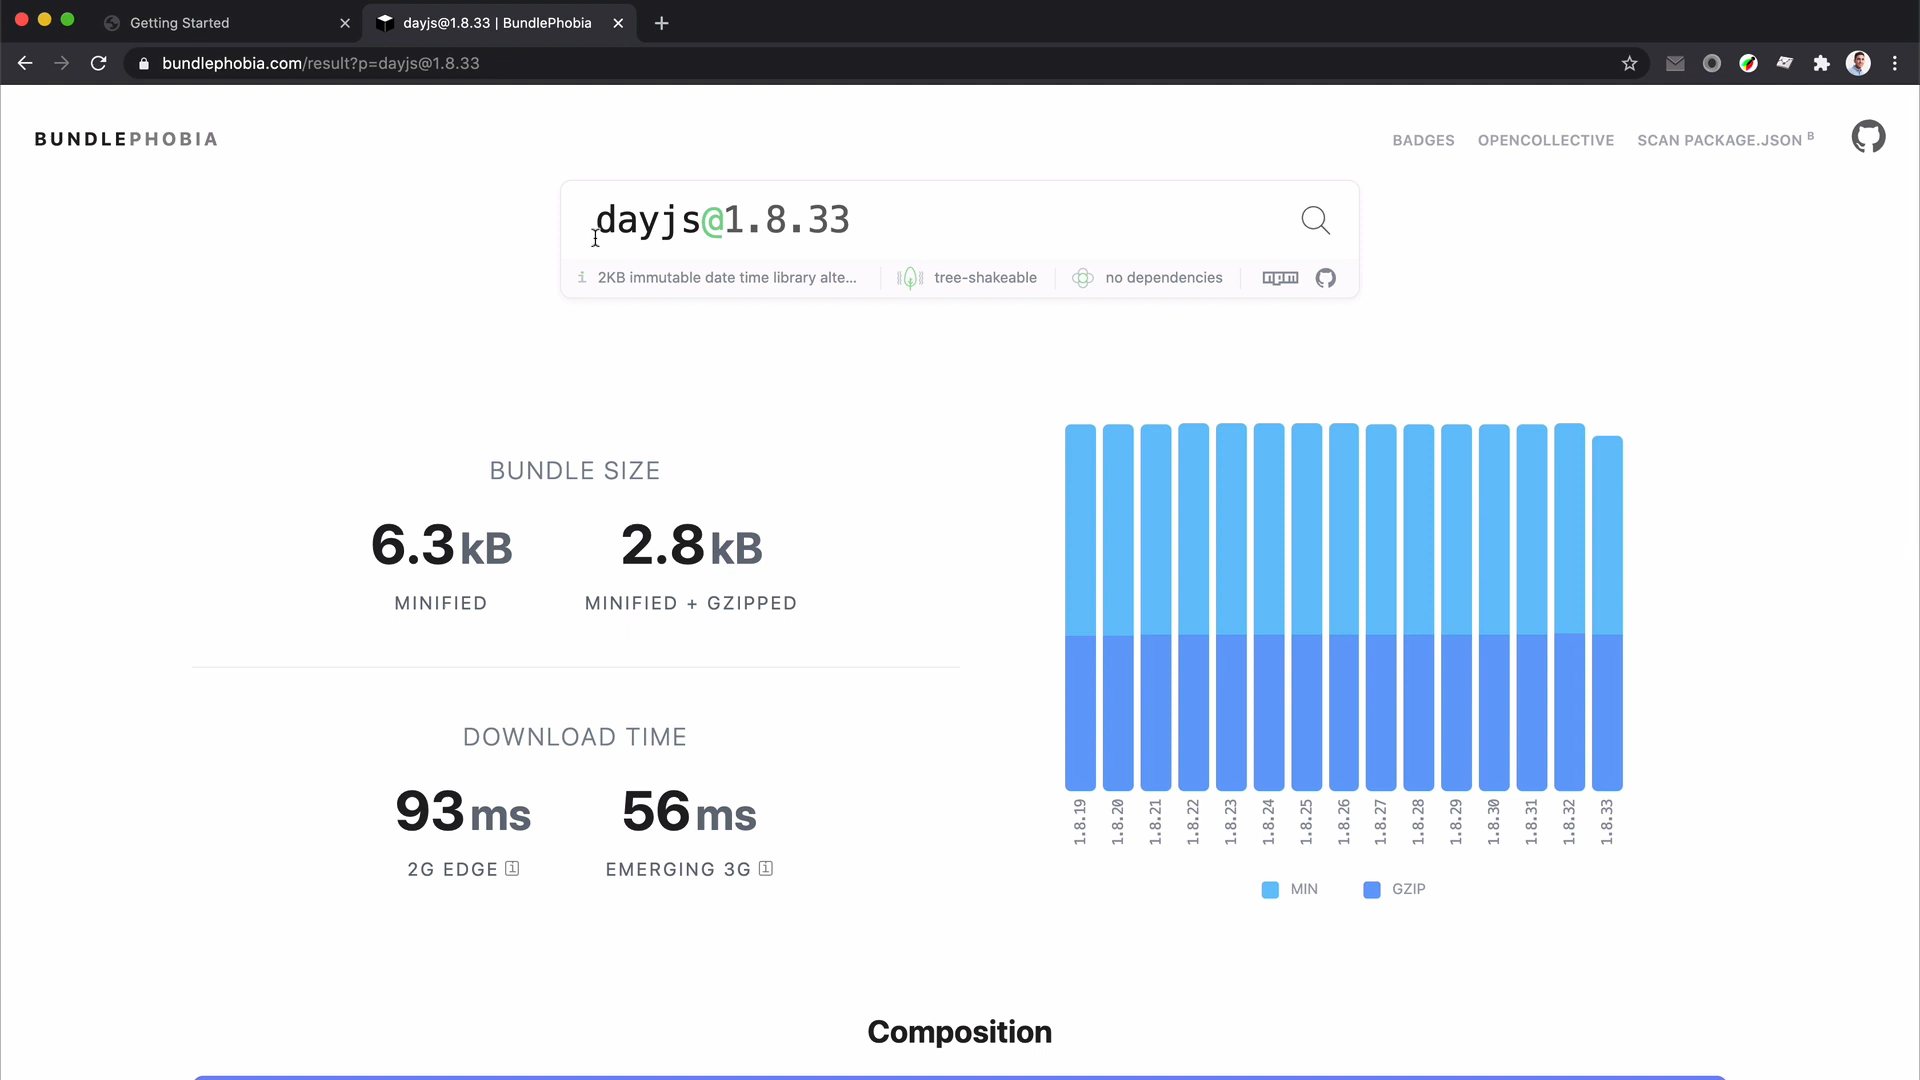 Getting Started
dayjs@1.8.33 | BundlePhobia
bundlephobia.com/result?p=dayjs@1.8.33
BUNDLEPHOBIA
BADGES
OPENCOLLECTIVE
SCAN PACKAGE.JSON B
dayjs@1.8.33
i 2KB immutable date time library alte...
tree-shakeable
no dependencies
npm
BUNDLE SIZE
6.3 kB
2.8 kB
MINIFIED
MINIFIED + GZIPPED
DOWNLOAD TIME
93 ms
56 ms
2G EDGE i
EMERGING 3G i
1.8.19
1.8.20
1.8.21
1.8.22
1.8.23
1.8.24
1.8.25
1.8.26
1.8.27
1.8.28
1.8.29
1.8.30
1.8.31
1.8.32
1.8.33
MIN
GZIP
Composition